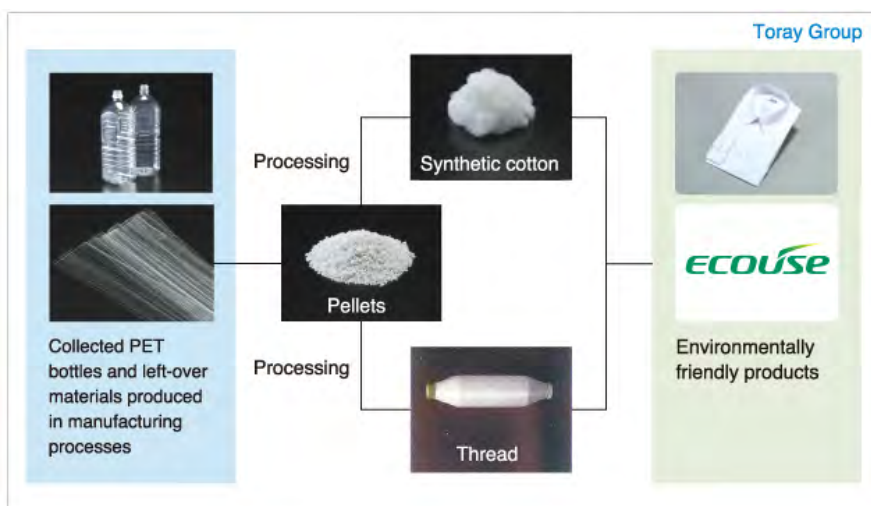 Toray Group
Processing
Synthetic cotton
Pellets
Collected PET
bottles and left-over
materials produced
in manufacturing
processes
Processing
Thread
ECOUSE
Environmentally
friendly products